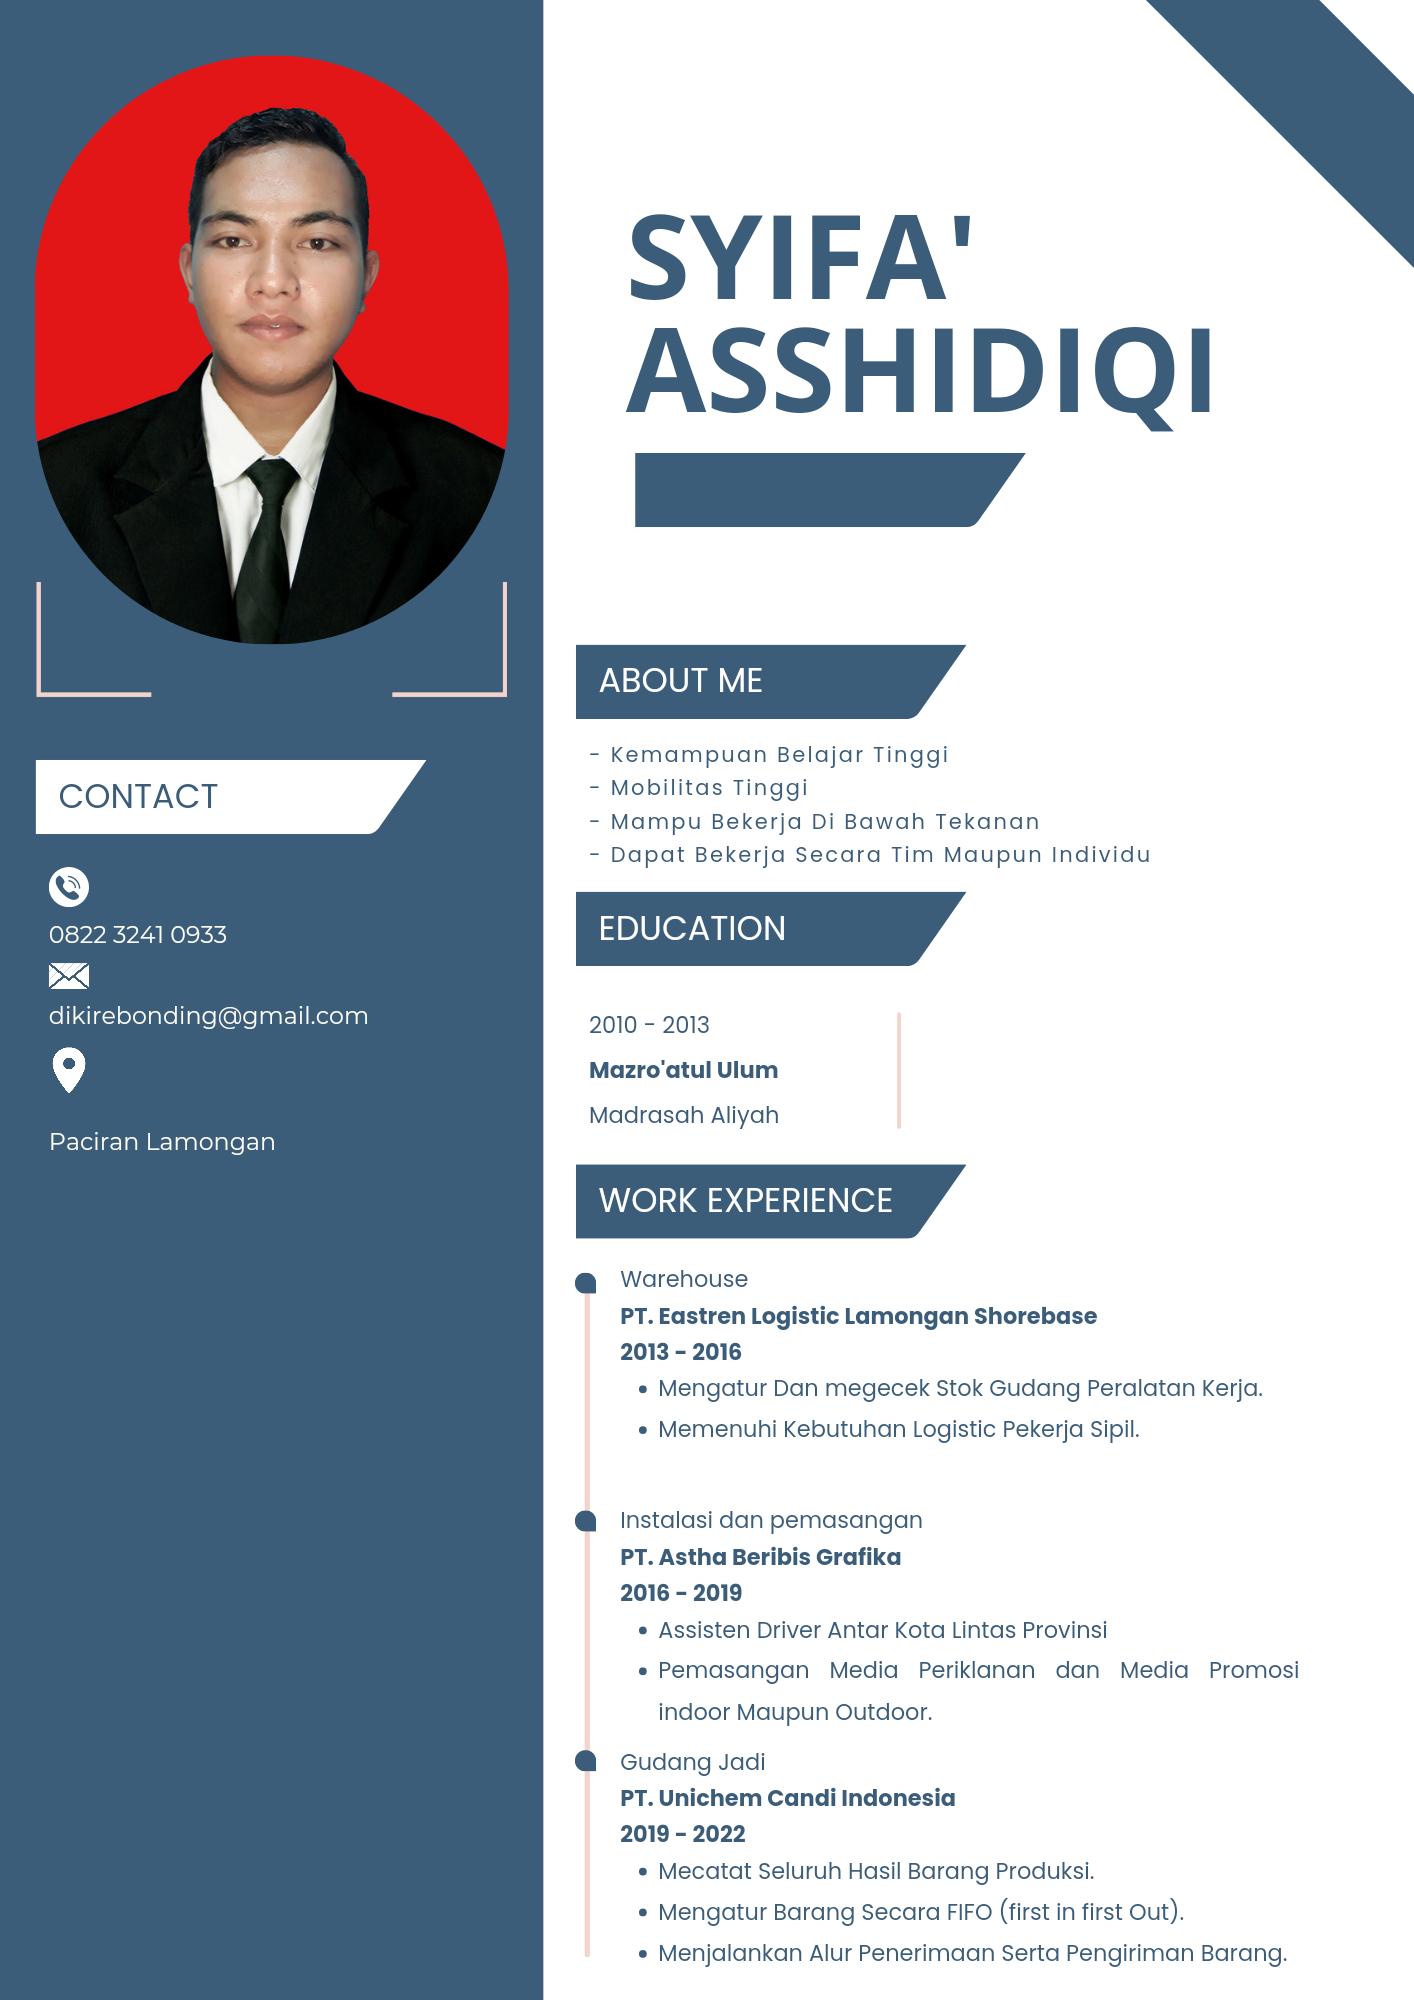 SYIFA'
ASSHIDIQI
CONTACT
0822 3241 0933
dikirebonding@gmail.com
Paciran Lamongan
ABOUT ME
- Kemampuan Belajar Tinggi
- Mobilitas Tinggi
- Mampu Bekerja Di Bawah Tekanan
- Dapat Bekerja Secara Tim Maupun Individu
EDUCATION
2010 - 2013
Mazro'atul Ulum
Madrasah Aliyah
WORK EXPERIENCE
Warehouse
PT. Eastren Logistic Lamongan Shorebase
2013 - 2016
• Mengatur Dan megecek Stok Gudang Peralatan Kerja.
• Memenuhi Kebutuhan Logistic Pekerja Sipil.
Instalasi dan pemasangan
PT. Astha Beribis Grafika
2016 - 2019
• Assisten Driver Antar Kota Lintas Provinsi
• Pemasangan Media Periklanan dan Media Promosi
indoor Maupun Outdoor.
Gudang Jadi
PT. Unichem Candi Indonesia
2019 - 2022
• Mecatat Seluruh Hasil Barang Produksi.
• Mengatur Barang Secara FIFO (first in first Out).
• Menjalankan Alur Penerimaan Serta Pengiriman Barang.